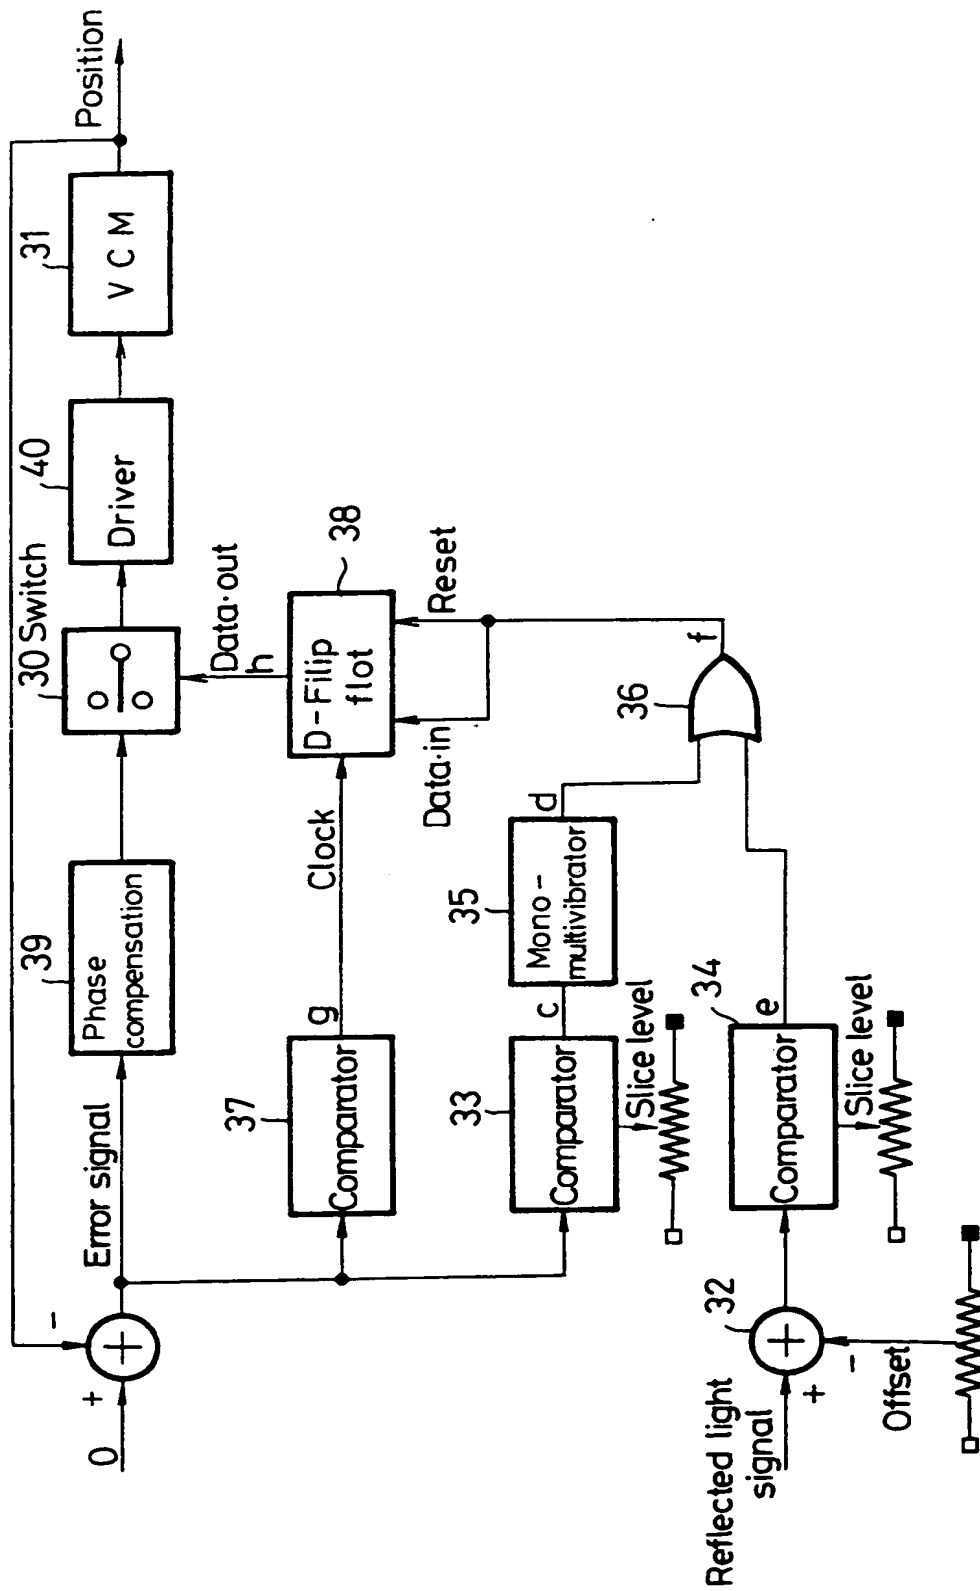 0
+
-
Error signal
39
Phase
compensation
30 Switch
40
Driver
31
V C M
Position
37
Comparator
g
Clock
D-Filip
flot
38
Data·out
h
Data·in
Reset
33
Comparator
c
Slice level
35
Mono-
multivibrator
d
36
f
Reflected light
signal
+
32
-
Offset
34
Comparator
e
Slice level